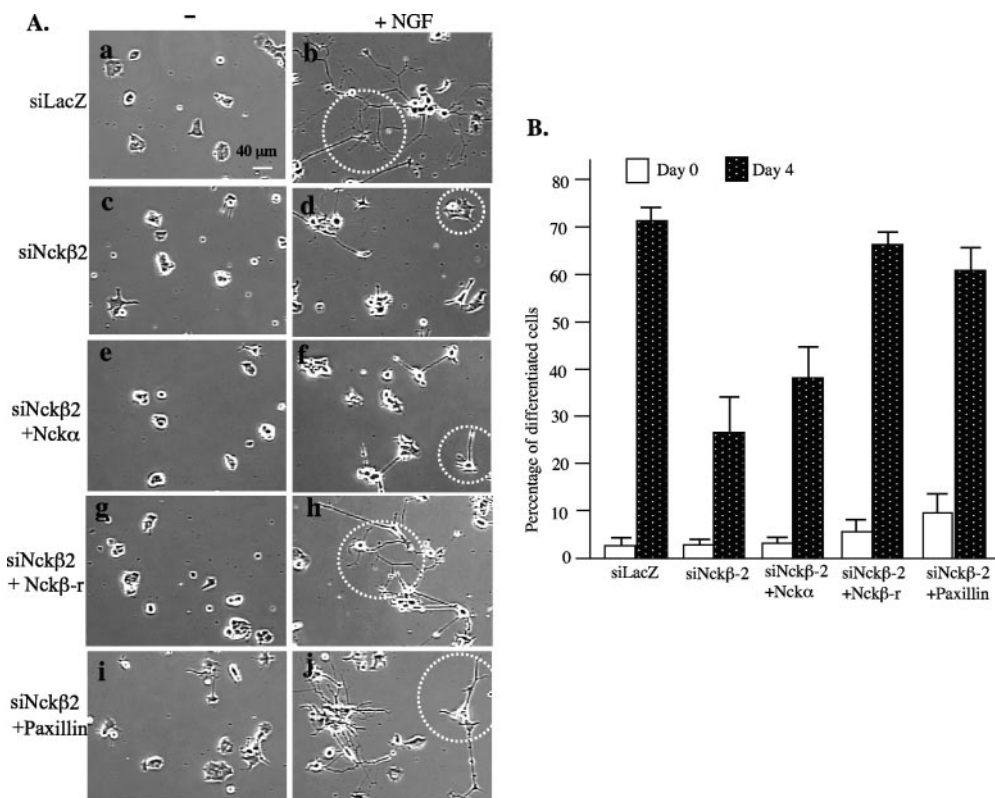 A.
–
+ NGF
a
b
siLacZ
40 μm
c
d
siNckβ2
e
f
siNckβ2
+Nckα
g
h
siNckβ2
+ Nckβ-r
i
j
siNckβ2
+Paxillin
B.
Day 0
Day 4
Percentage of differentiated cells
80
70
60
50
40
30
20
10
0
siLacZ
siNckβ-2
siNckβ-2
+Nckα
siNckβ-2
+Nckβ-r
siNckβ-2
+Paxillin